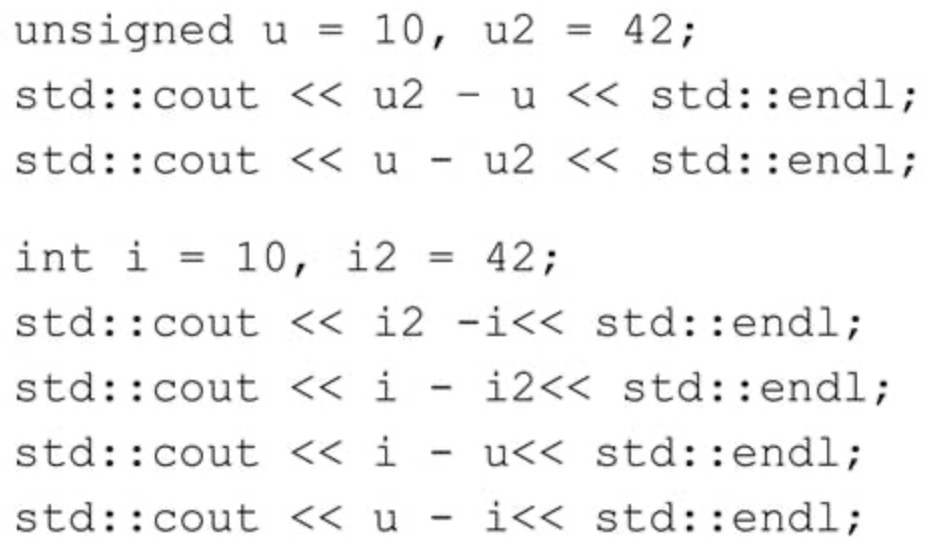 unsigned u = 10, u2 = 42;
std::cout << u2 - u << std::endl;
std::cout << u - u2 << std::endl;
int i = 10, i2 = 42;
std::cout << i2 -i<< std::endl;
std::cout << i - i2<< std::endl;
std::cout << i - u<< std::endl;
std::cout << u - i<< std::endl;